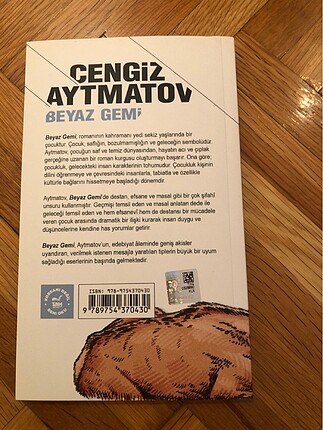 CENGİZ
AYTMATOV
BEYAZ GEMİ
Beyaz Gemi, romanının kahramanı yedi sekiz yaşlarında bir
çocuktur. Çocuk; saflığın, bozulmamışlığın ve geleceğin sembolüdür.
Aytmatov, çocuğun saf ve temiz dünyasından, hayatın acı ve çıplak
gerçeğine uzanan bir roman kurgusu oluşturmayı başarır. Ona göre,
çocukluk, gelecekteki insan karakterinin tohumudur. Çocukluk kişinin
dilini öğrenmeye ve çevresindeki insanlarla, tabiatla ve özellikle
kültürle bağlarını hissetmeye başladığı dönemdir.
Aytmatov, Beyaz Gemi'de destan, efsane ve masal gibi bir çok şifahî
unsuru kullanmıştır. Geçmişi temsil eden ve masal anlatan dede ile
geleceği temsil eden ve hem efsanevî hem de destansı bir mücadele
veren çocuk arasında dramatik bir ilişki kurarak insan duygu ve
düşüncelerine kendine has yorumlar getirir.
Beyaz Gemi, Aytmatov'un, edebiyat âleminde geniş akisler
uyandıran, verilmek istenen mesajla yaratılan tiplerin büyük bir uyum
sağladığı eserlerinin başında gelmektedir.
ISBN: 978-9754370430
9 789754 370430